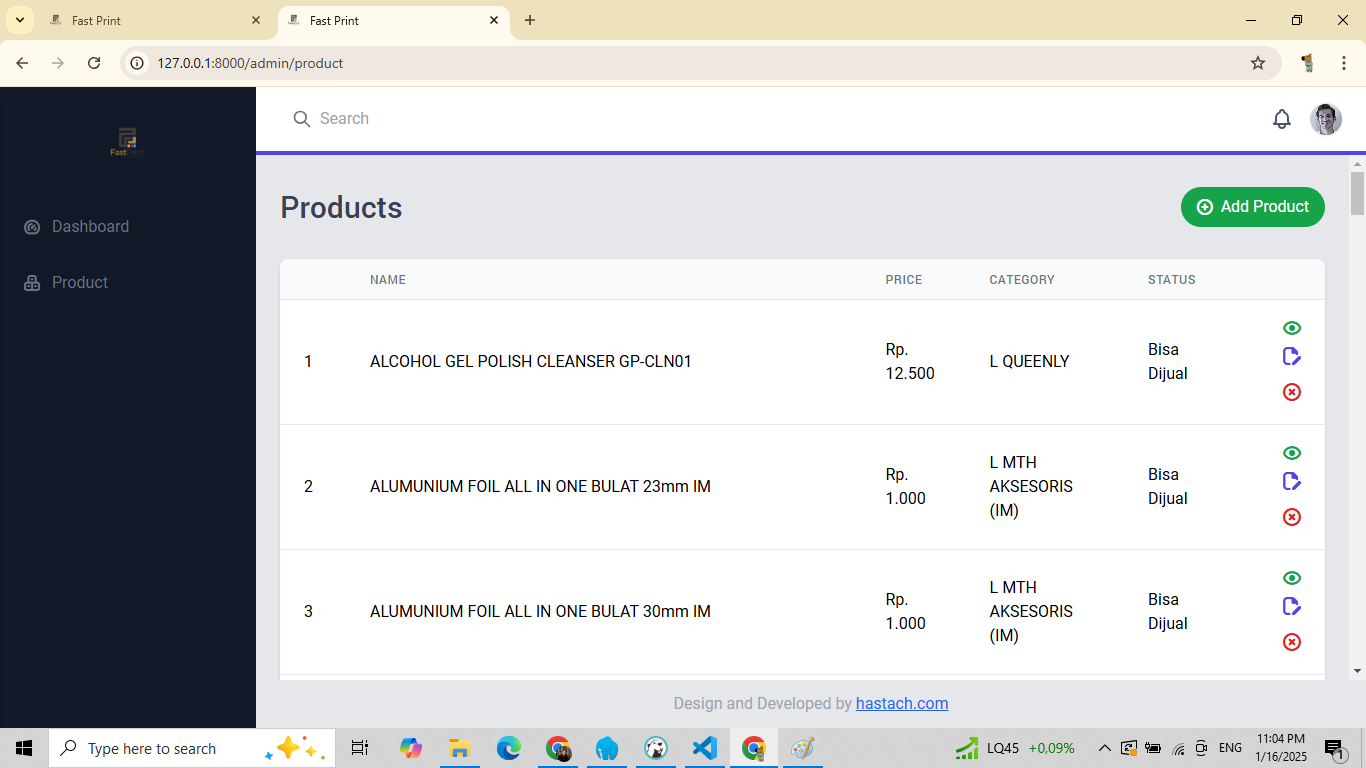 Fast Print
Fast Print
127.0.0.1:8000/admin/product
Search
FastPrint
Dashboard
Product
Products
Add Product
NAME PRICE CATEGORY STATUS
1 ALCOHOL GEL POLISH CLEANSER GP-CLN01 Rp. 12.500 L QUEENLY Bisa Dijual
2 ALUMUNIUM FOIL ALL IN ONE BULAT 23mm IM Rp. 1.000 L MTH AKSESORIS (IM) Bisa Dijual
3 ALUMUNIUM FOIL ALL IN ONE BULAT 30mm IM Rp. 1.000 L MTH AKSESORIS (IM) Bisa Dijual
Design and Developed by hastach.com
Type here to search
LQ45 +0,09%
ENG
11:04 PM
1/16/2025
1